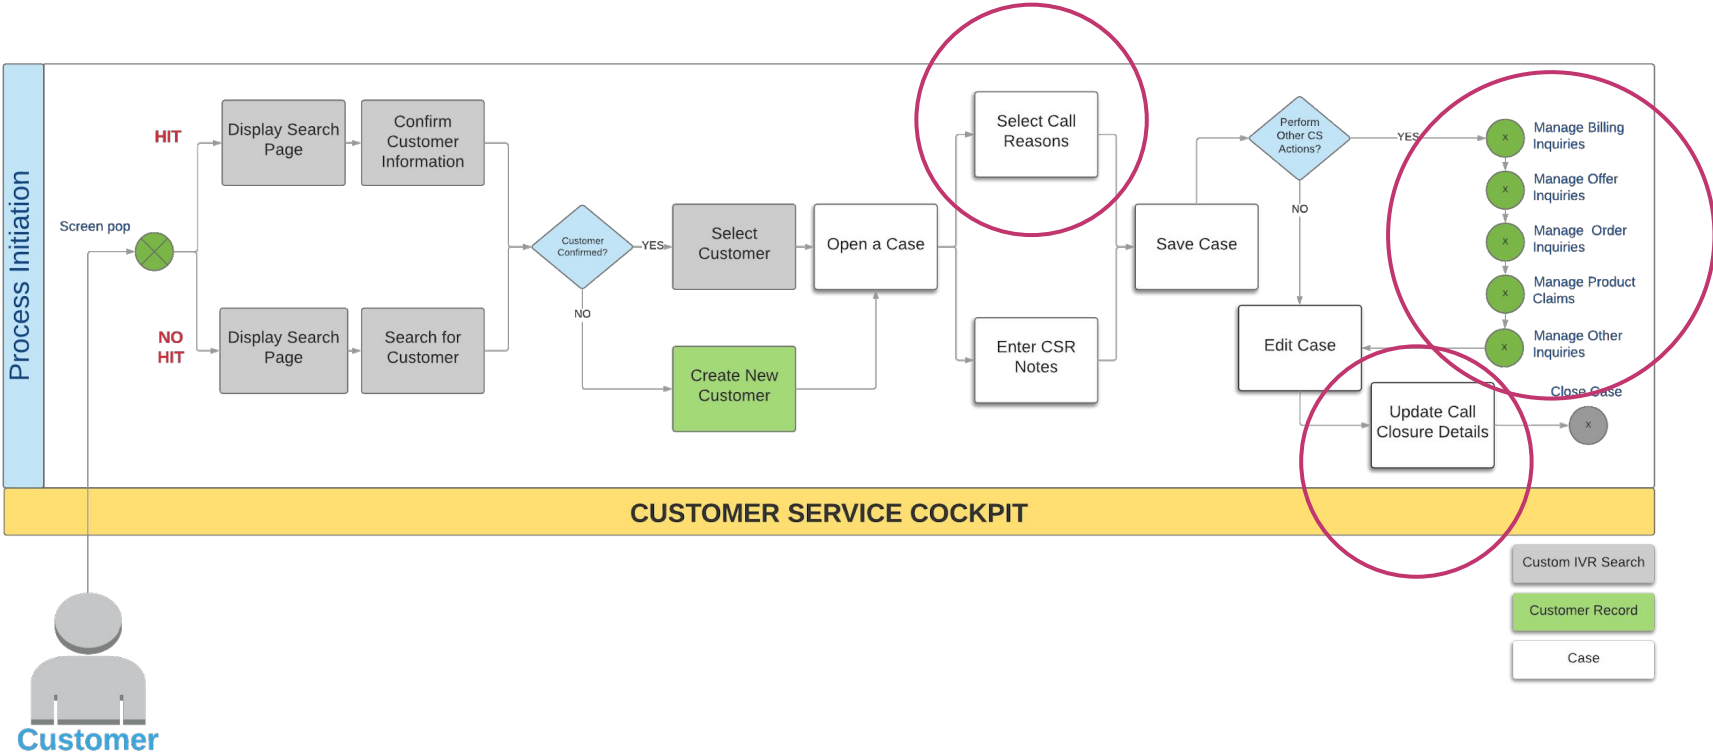 Process Initiation
Screen pop
HIT
NO
HIT
Display Search
Page
Confirm
Customer
Information
Display Search
Page
Search for
Customer
Customer
Confirmed?
YES
NO
Select
Customer
Create New
Customer
Open a Case
Select Call
Reasons
Enter CSR
Notes
Save Case
Perform
Other CS
Actions?
YES
NO
Edit Case
X
Manage Billing
Inquiries
X
Manage Offer
Inquiries
X
Manage Order
Inquiries
X
Manage Product
Claims
X
Manage Other
Inquiries
Update Call
Closure Details
Close Case
X
CUSTOMER SERVICE COCKPIT
Custom IVR Search
Customer Record
Case
Customer